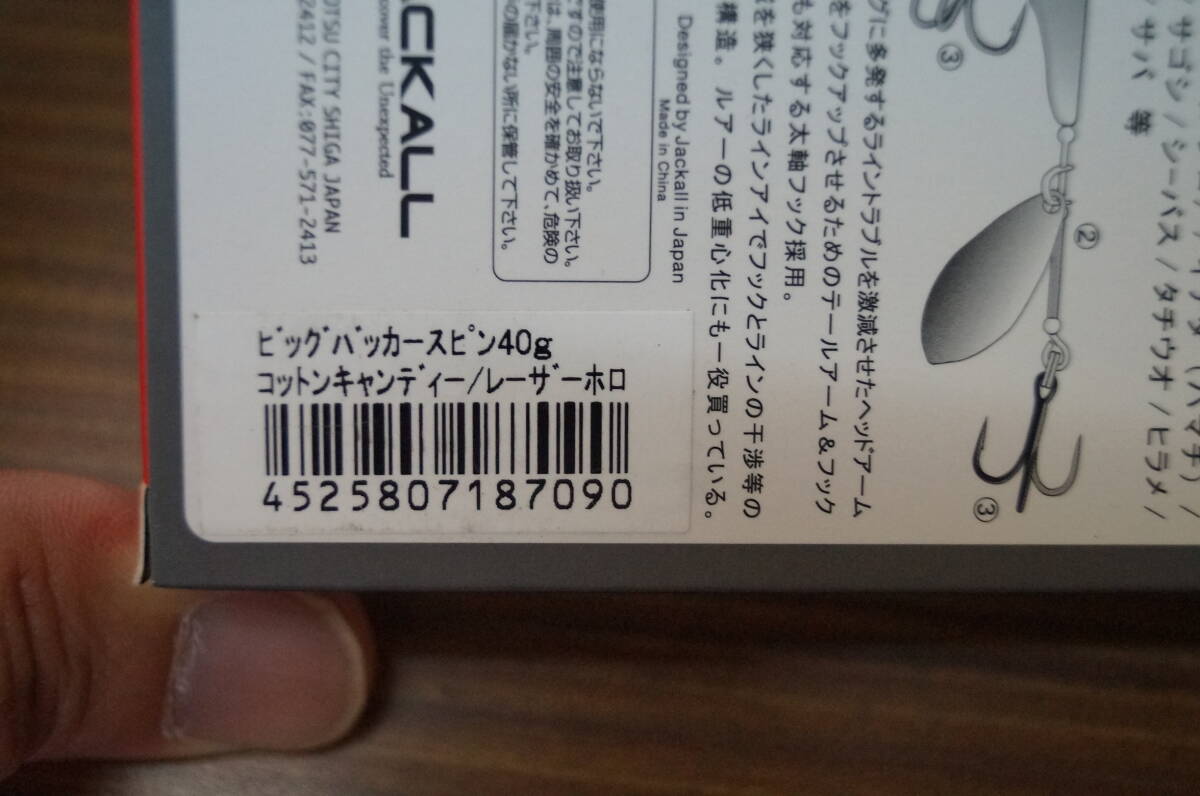 ビッグバッカースピン40g
コットンキャンディー/レーザーホロ
4525807187090
サゴシ / シーバス / タチウオ / ヒラメ /
サバ 等
③
②
③
グに多発するライントラブルを激減させたヘッドアーム
をフックアップさせるためのテールアーム＆フック
も対応する太軸フック採用。
を狭くしたラインアイでフックとラインの干渉等の
構造。ルアーの低重心化にも一役買っている。
Designed by Jackall in Japan
Made in China
使用にならないで下さい。
ですので注意してお取り扱い下さい。
は、周囲の安全を確かめて、危険の
下さい。
の届かない所に保管して下さい。
ACKALL
cover the Unexpected
OTSU CITY SHIGA JAPAN
2412 / FAX:077-571-2413